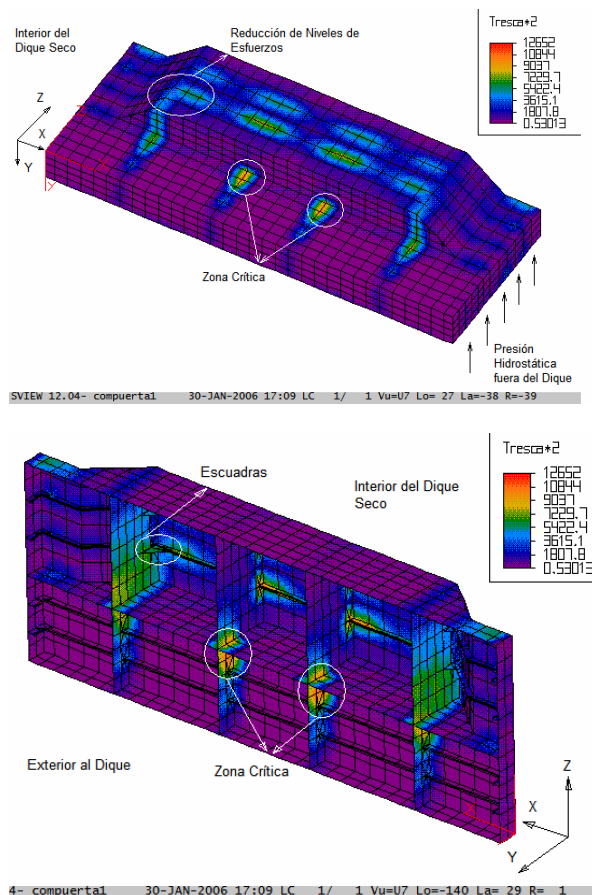 Interior del
Dique Seco
Reducción de Niveles de
Esfuerzos
Tresca*2
12652
10844
9037
7229.7
5422.4
3615.1
1807.8
0.53013
Z
X
Y
Y
Zona Crítica
Presión
Hidrostática
fuera del Dique
SVIEW 12.04- compuerta1 30-JAN-2006 17:09 LC 1/ 1 Vu=U7 Lo= 27 La=-38 R=-39
Tresca*2
12652
10844
9037
7229.7
5422.4
3615.1
1807.8
0.53013
Escuadras
Interior del Dique
Seco
Exterior al Dique
Zona Crítica
Z
X
Y
4- compuerta1 30-JAN-2006 17:09 LC 1/ 1 Vu=U7 Lo=-140 La= 29 R= 1